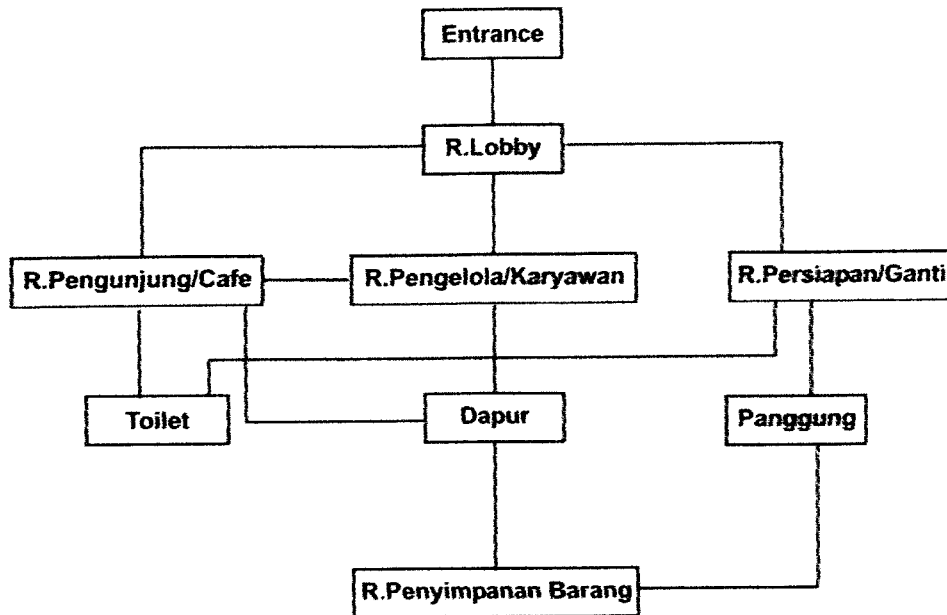 Entrance
R.Lobby
R.Pengunjung/Cafe
R.Pengelola/Karyawan
R.Persiapan/Ganti
Toilet
Dapur
Panggung
R.Penyimpanan Barang